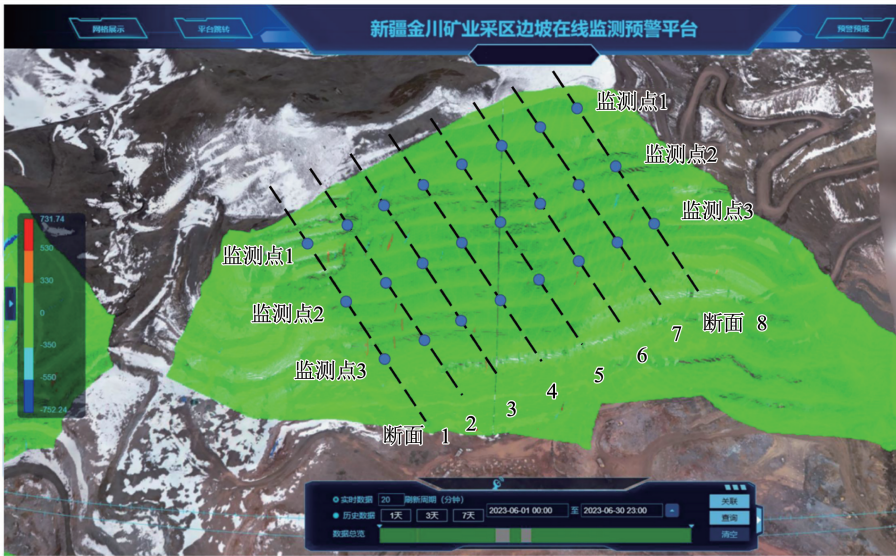 网格展示
平台跳转
新疆金川矿业采区边坡在线监测预警平台
预警预报
监测点1
监测点2
监测点3
731.74
530
330
0
-350
-550
-752.24
监测点1
监测点2
监测点3
断面 1 2 3 4 5 6 7 断面 8
实时数据 20 刷新周期（分钟）
历史数据 1天 3天 7天 2023-06-01 00:00 至 2023-06-30 23:00
数据总览
关联
查询
清空